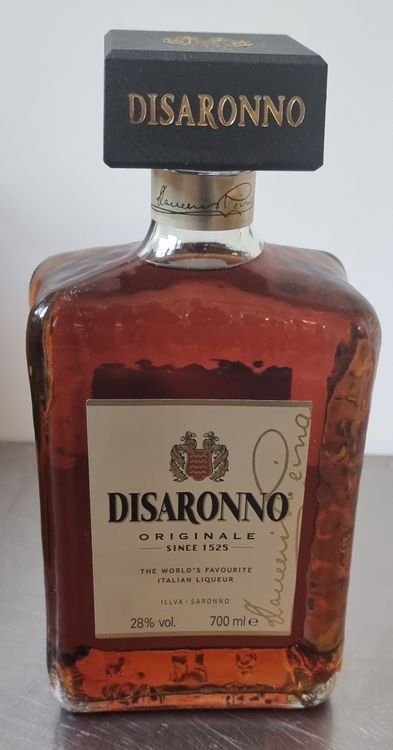 DISARONNO
DISARONNO
ORIGINALE
SINCE 1525
THE WORLD'S FAVOURITE
ITALIAN LIQUEUR
ILLVA - SARONNO
28% vol. 700 ml e